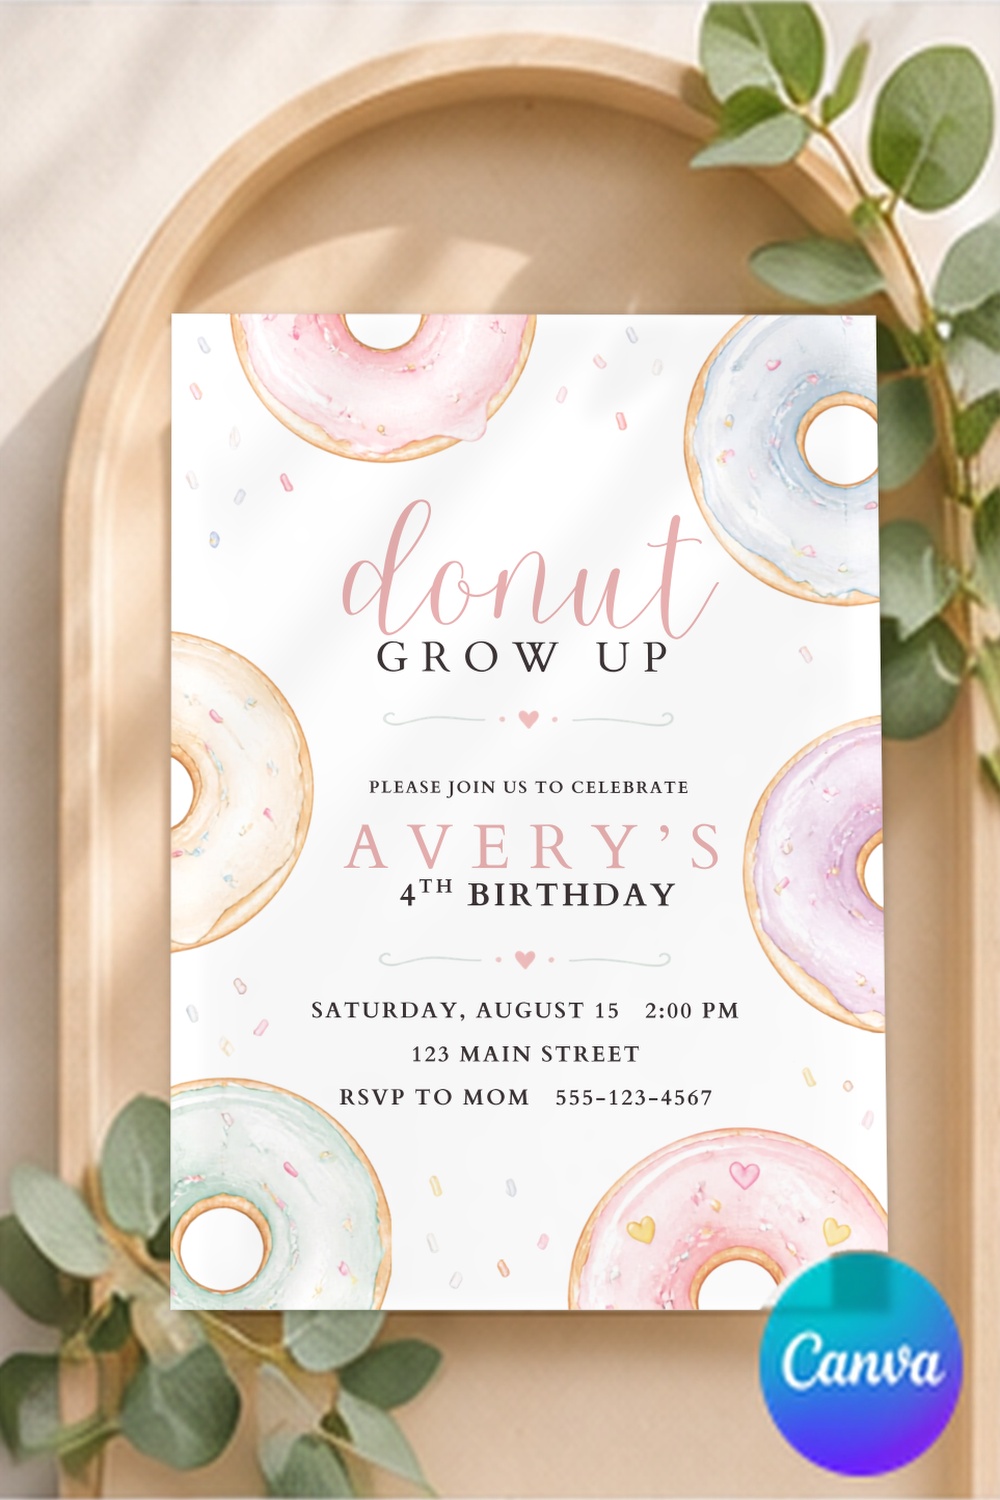 donut
GROW UP
PLEASE JOIN US TO CELEBRATE
AVERY'S
4TH BIRTHDAY
SATURDAY, AUGUST 15 2:00 PM
123 MAIN STREET
RSVP TO MOM 555-123-4567
Canva